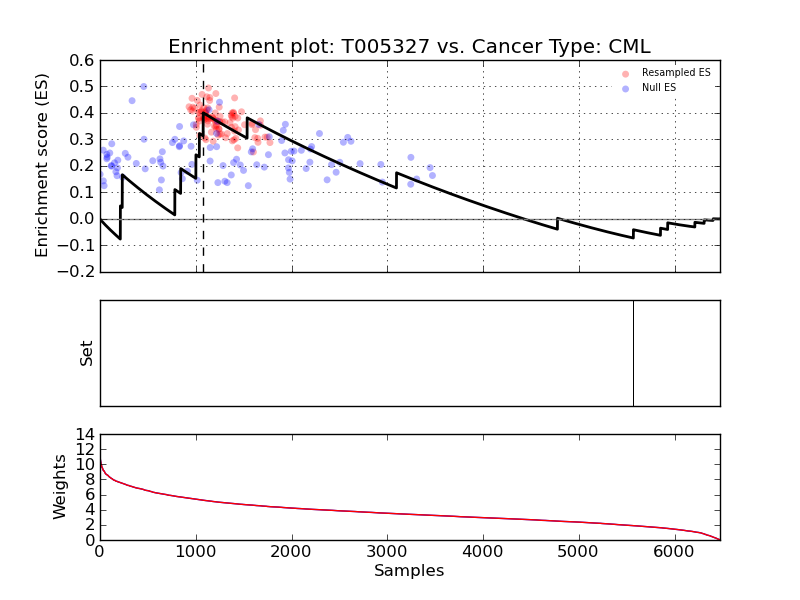 Enrichment plot: T005327 vs. Cancer Type: CML
Enrichment score (ES)
0.6
0.5
0.4
0.3
0.2
0.1
0.0
−0.1
−0.2
Resampled ES
Null ES
Set
Weights
14
12
10
8
6
4
2
0
0 1000 2000 3000 4000 5000 6000
Samples